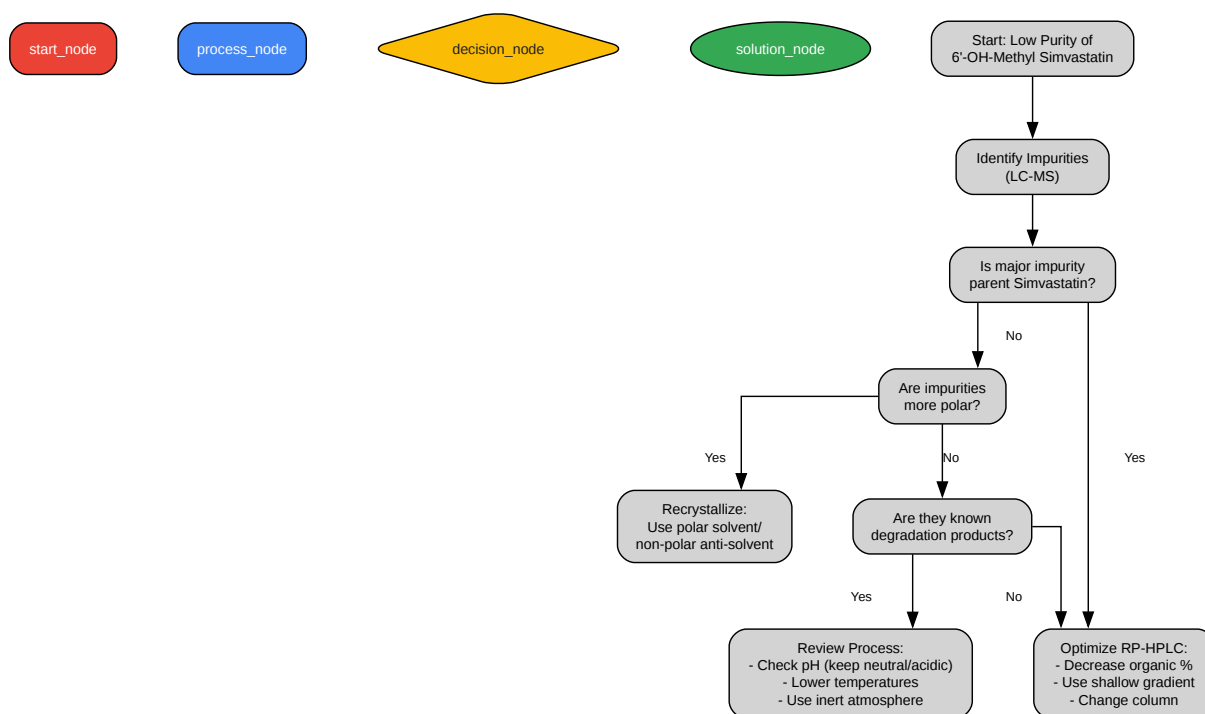 start_node
process_node
decision_node
solution_node
Start: Low Purity of
6'-OH-Methyl Simvastatin
Identify Impurities
(LC-MS)
Is major impurity
parent Simvastatin?
No
Are impurities
more polar?
Yes
No
Yes
Recrystallize:
Use polar solvent/
non-polar anti-solvent
Are they known
degradation products?
Yes
No
Review Process:
- Check pH (keep neutral/acidic)
- Lower temperatures
- Use inert atmosphere
Optimize RP-HPLC:
- Decrease organic %
- Use shallow gradient
- Change column